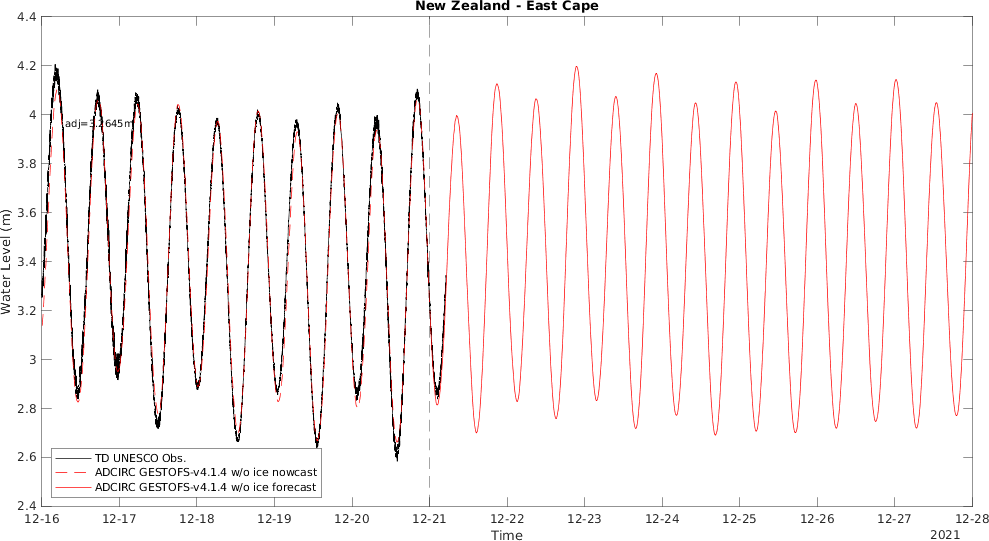 New Zealand - East Cape
4.4
4.2
4
3.8
3.6
3.4
3.2
3
2.8
2.6
2.4
Water Level (m)
adj=3.2645m
TD UNESCO Obs.
ADCIRC GESTOFS-v4.1.4 w/o ice nowcast
ADCIRC GESTOFS-v4.1.4 w/o ice forecast
12-16 12-17 12-18 12-19 12-20 12-21 12-22 12-23 12-24 12-25 12-26 12-27 12-28
Time
2021